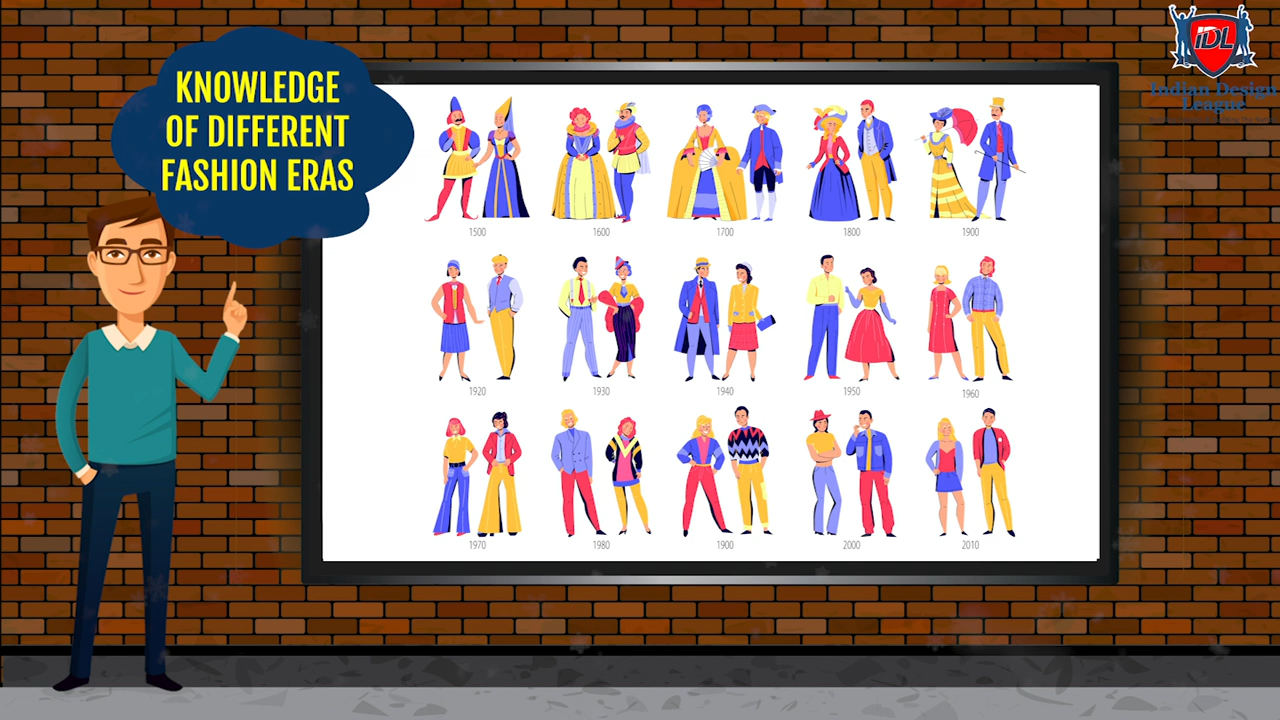 KNOWLEDGE
OF DIFFERENT
FASHION ERAS
iDL
Indian Design
League
1500
1600
1700
1800
1900
1920
1930
1940
1950
1960
1970
1980
1900
2000
2010